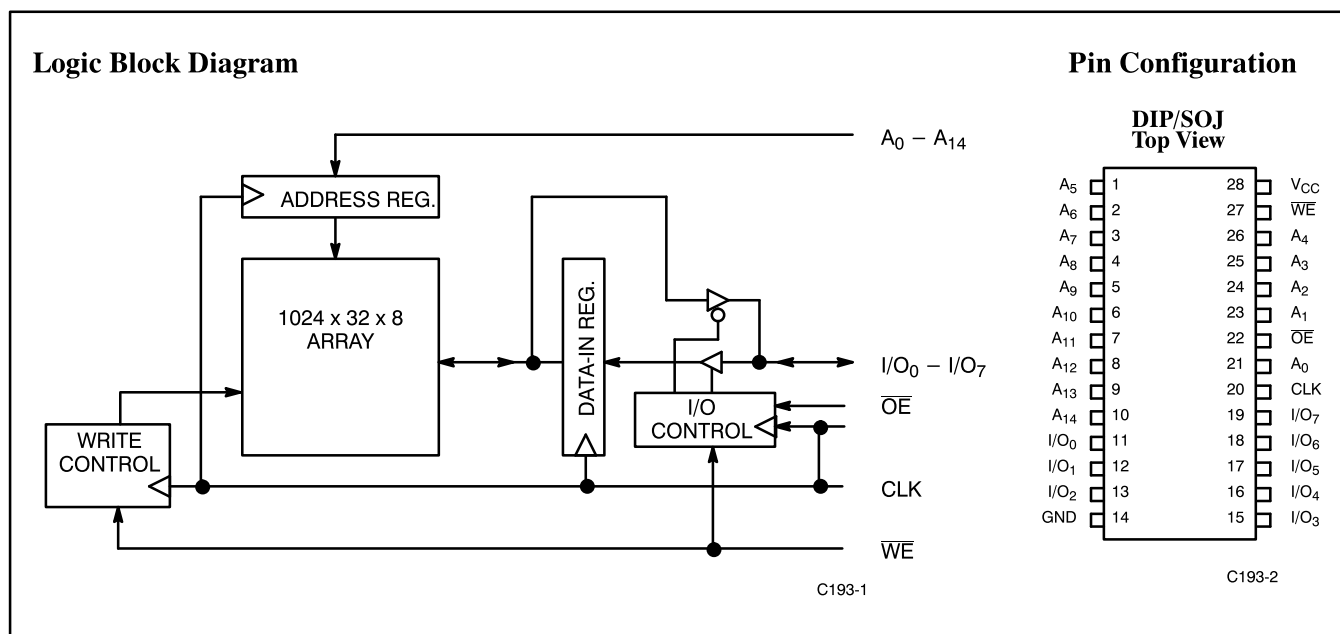 Logic Block Diagram
A0 – A14
ADDRESS REG.
1024 x 32 x 8
ARRAY
DATA-IN REG.
I/O0 – I/O7
O̅E̅
I/O
CONTROL
WRITE
CONTROL
CLK
W̅E̅
C193-1
Pin Configuration
DIP/SOJ
Top View
A5 1 28 VCC
A6 2 27 W̅E̅
A7 3 26 A4
A8 4 25 A3
A9 5 24 A2
A10 6 23 A1
A11 7 22 O̅E̅
A12 8 21 A0
A13 9 20 CLK
A14 10 19 I/O7
I/O0 11 18 I/O6
I/O1 12 17 I/O5
I/O2 13 16 I/O4
GND 14 15 I/O3
C193-2